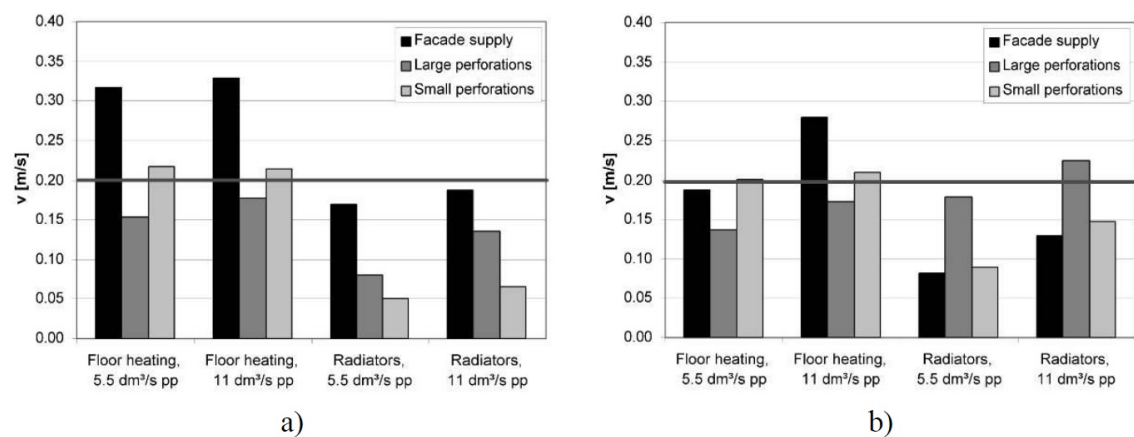 0.40
0.35
0.30
0.25
0.20
0.15
0.10
0.05
0.00
v [m/s]
Facade supply
Large perforations
Small perforations
Floor heating,
5.5 dm³/s pp
Floor heating,
11 dm³/s pp
Radiators,
5.5 dm³/s pp
Radiators,
11 dm³/s pp
a)
0.40
0.35
0.30
0.25
0.20
0.15
0.10
0.05
0.00
v [m/s]
Facade supply
Large perforations
Small perforations
Floor heating,
5.5 dm³/s pp
Floor heating,
11 dm³/s pp
Radiators,
5.5 dm³/s pp
Radiators,
11 dm³/s pp
b)